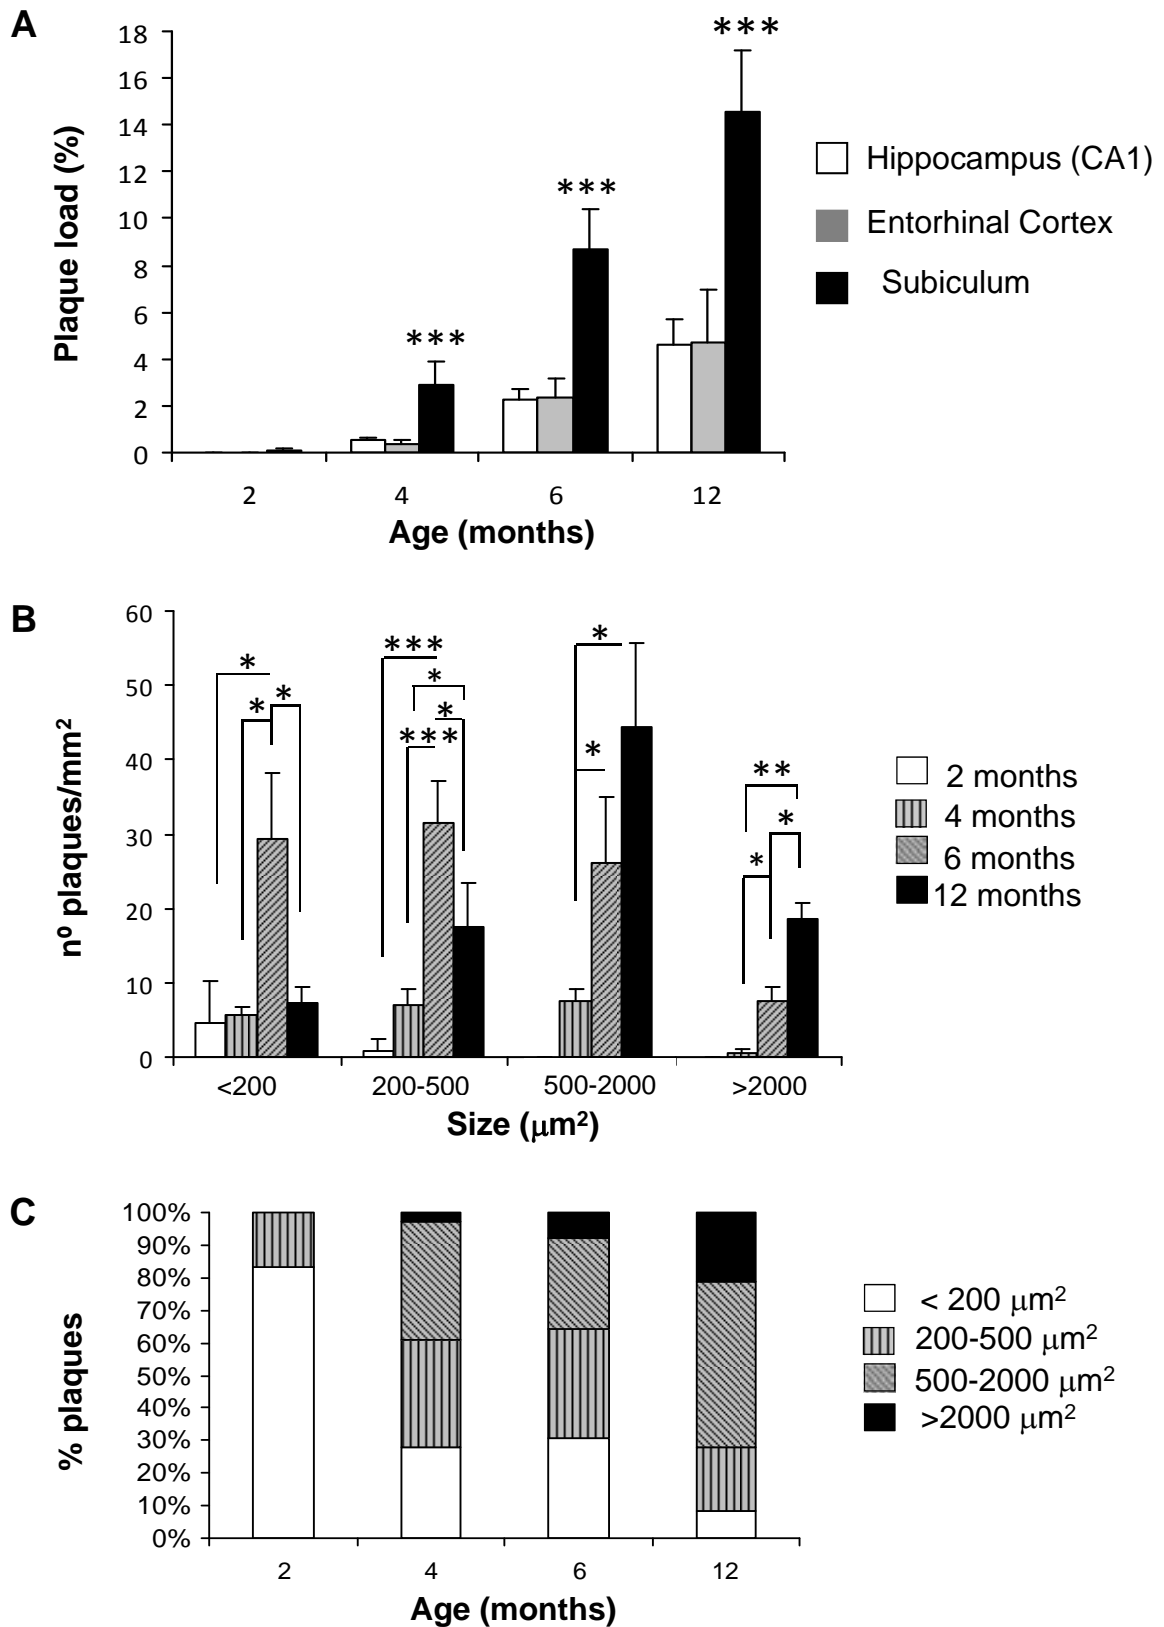 A
18
16
14
12
10
8
6
4
2
0
Plaque load (%)
***
***
***
2 4 6 12
Age (months)
Hippocampus (CA1)
Entorhinal Cortex
Subiculum
B
60
50
40
30
20
10
0
nº plaques/mm²
*
* *
***
*
*
***
*
*
**
*
*
<200 200-500 500-2000 >2000
Size (μm²)
2 months
4 months
6 months
12 months
C
100%
90%
80%
70%
60%
50%
40%
30%
20%
10%
0%
% plaques
2 4 6 12
Age (months)
< 200 μm²
200-500 μm²
500-2000 μm²
>2000 μm²